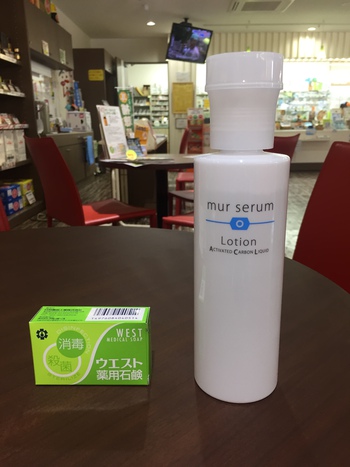 mur serum
Lotion
ACTIVATED CARBON LIQUID
WEST
MEDICAL SOAP
消毒
殺菌
ウエスト
薬用石鹸